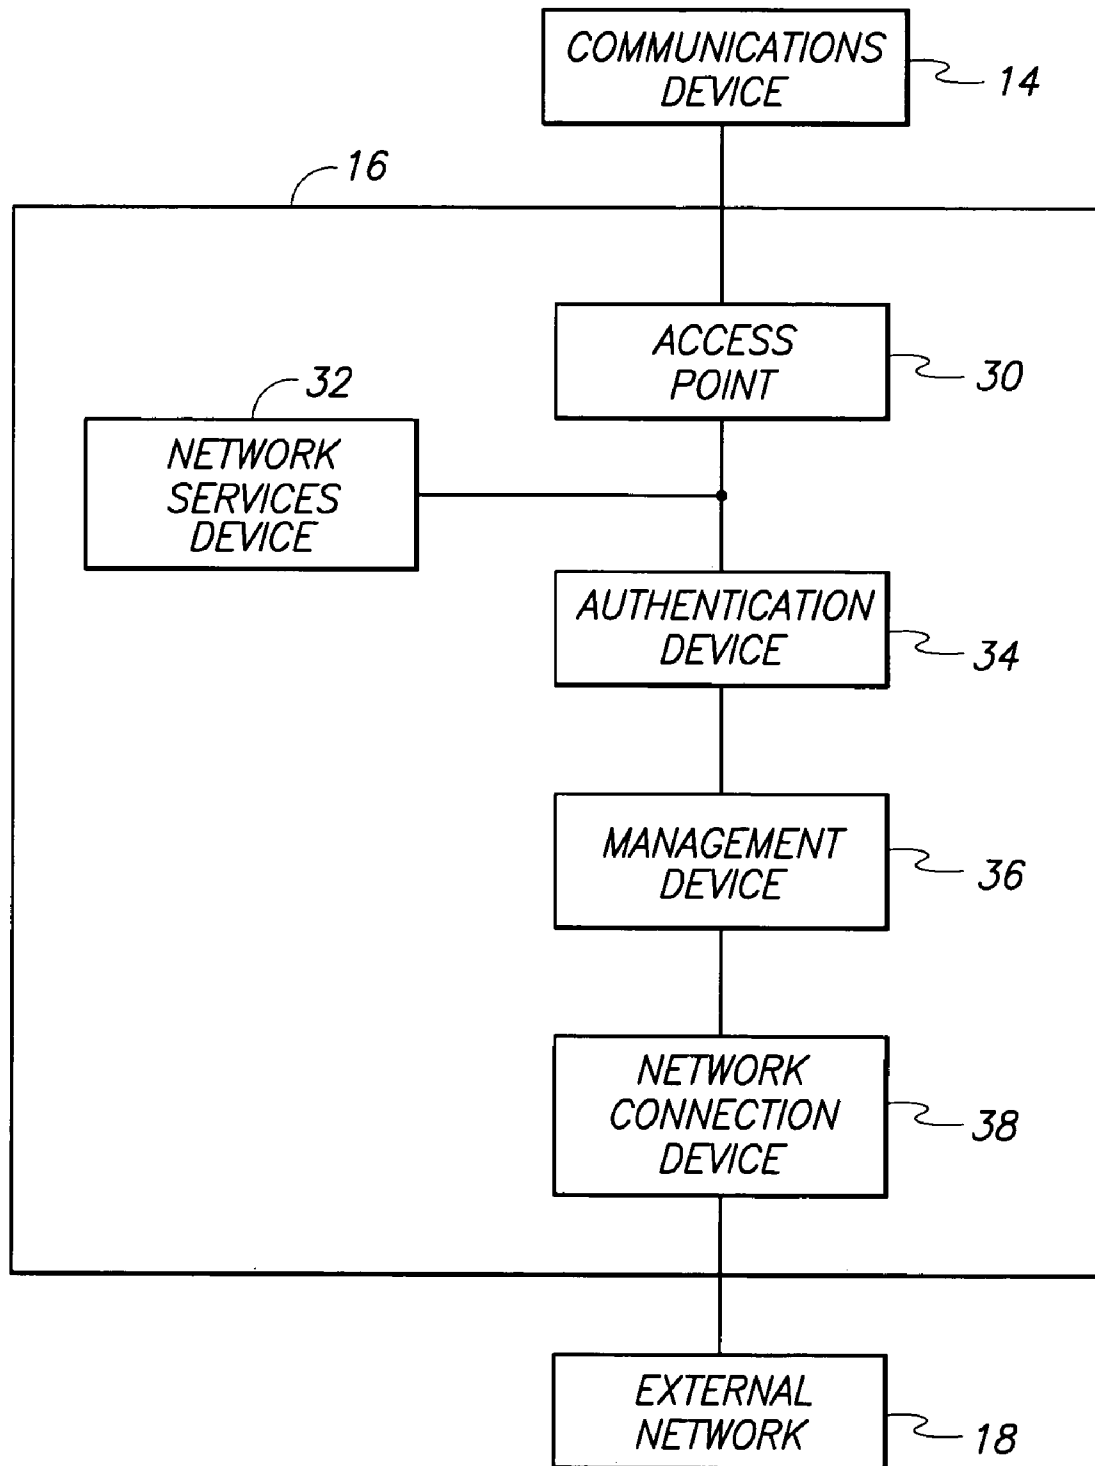 COMMUNICATIONS
DEVICE
14
16
ACCESS
POINT
30
32
NETWORK
SERVICES
DEVICE
AUTHENTICATION
DEVICE
34
MANAGEMENT
DEVICE
36
NETWORK
CONNECTION
DEVICE
38
EXTERNAL
NETWORK
18